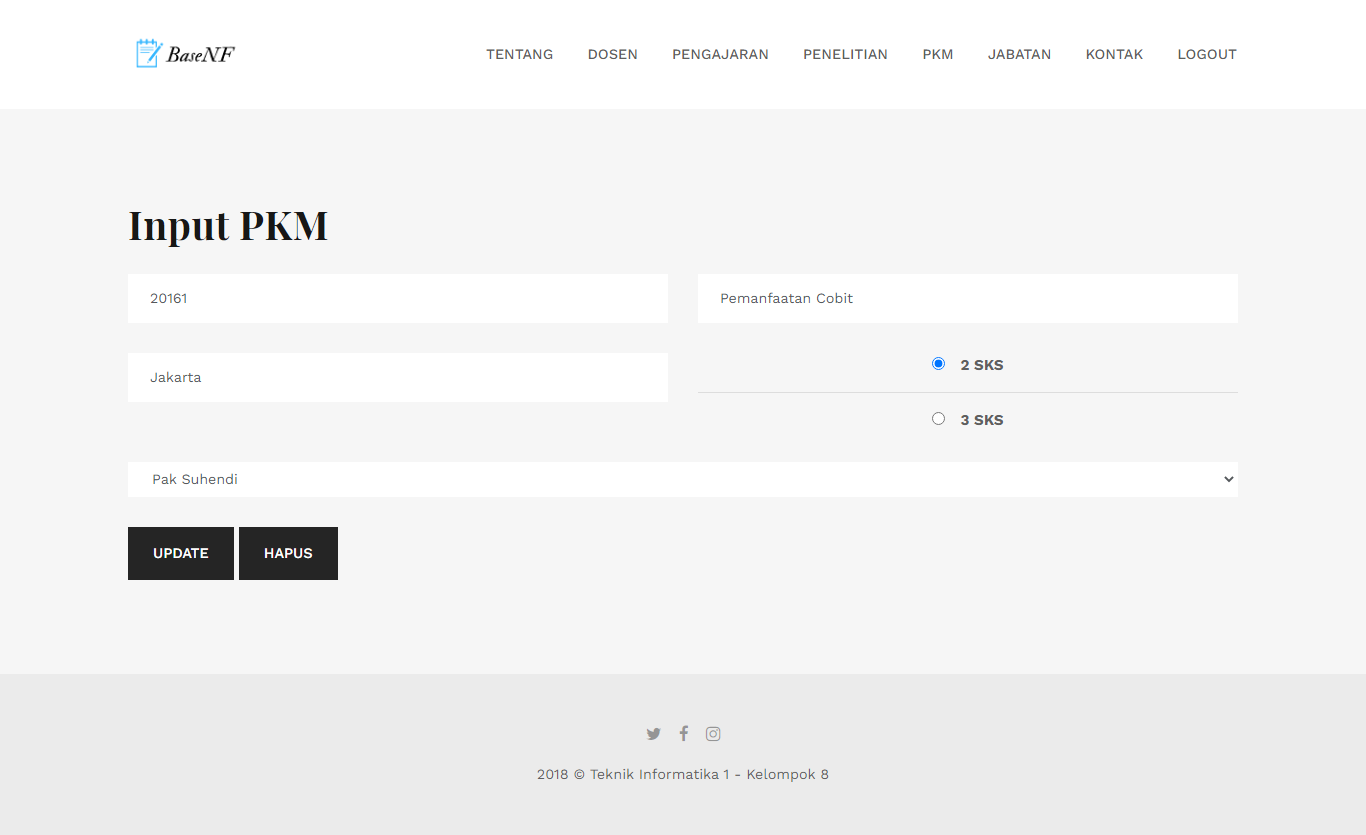 BaseNF
TENTANG DOSEN PENGAJARAN PENELITIAN PKM JABATAN KONTAK LOGOUT
Input PKM
20161
Pemanfaatan Cobit
Jakarta
2 SKS
3 SKS
Pak Suhendi
UPDATE HAPUS
2018 © Teknik Informatika 1 - Kelompok 8